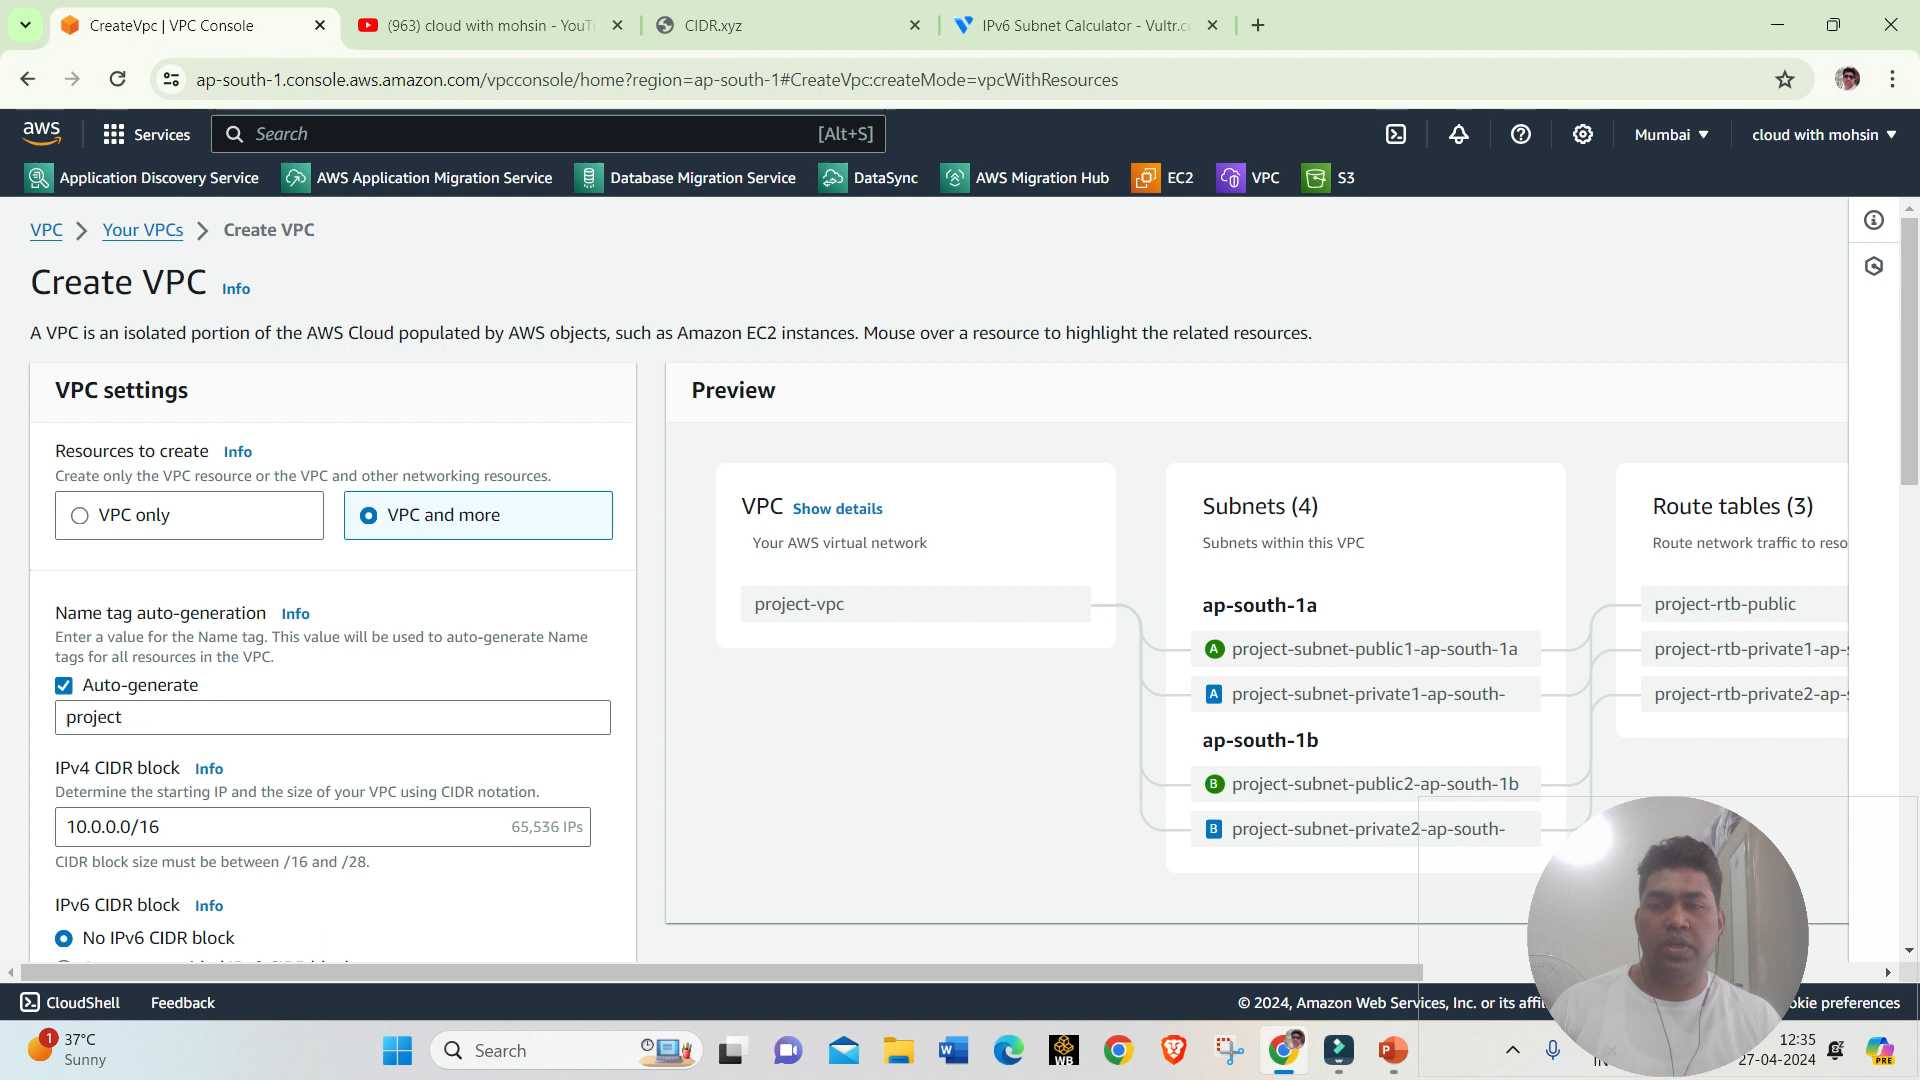 CreateVpc | VPC Console
(963) cloud with mohsin - YouT
CIDR.xyz
IPv6 Subnet Calculator - Vultr.c
ap-south-1.console.aws.amazon.com/vpcconsole/home?region=ap-south-1#CreateVpc:createMode=vpcWithResources
aws
Services
Search
[Alt+S]
Mumbai
cloud with mohsin
Application Discovery Service
AWS Application Migration Service
Database Migration Service
DataSync
AWS Migration Hub
EC2
VPC
S3
VPC
Your VPCs
Create VPC
Create VPC Info
A VPC is an isolated portion of the AWS Cloud populated by AWS objects, such as Amazon EC2 instances. Mouse over a resource to highlight the related resources.
VPC settings
Resources to create Info
Create only the VPC resource or the VPC and other networking resources.
VPC only
VPC and more
Name tag auto-generation Info
Enter a value for the Name tag. This value will be used to auto-generate Name
tags for all resources in the VPC.
Auto-generate
project
IPv4 CIDR block Info
Determine the starting IP and the size of your VPC using CIDR notation.
10.0.0.0/16
65,536 IPs
CIDR block size must be between /16 and /28.
IPv6 CIDR block Info
No IPv6 CIDR block
Preview
VPC Show details
Your AWS virtual network
project-vpc
Subnets (4)
Subnets within this VPC
ap-south-1a
A project-subnet-public1-ap-south-1a
A project-subnet-private1-ap-south-
ap-south-1b
B project-subnet-public2-ap-south-1b
B project-subnet-private2-ap-south-
Route tables (3)
Route network traffic to reso
project-rtb-public
project-rtb-private1-ap-s
project-rtb-private2-ap-s
CloudShell
Feedback
© 2024, Amazon Web Services, Inc. or its affi
okie preferences
1
37°C
Sunny
Search
WB
12:35
27-04-2024
PRE